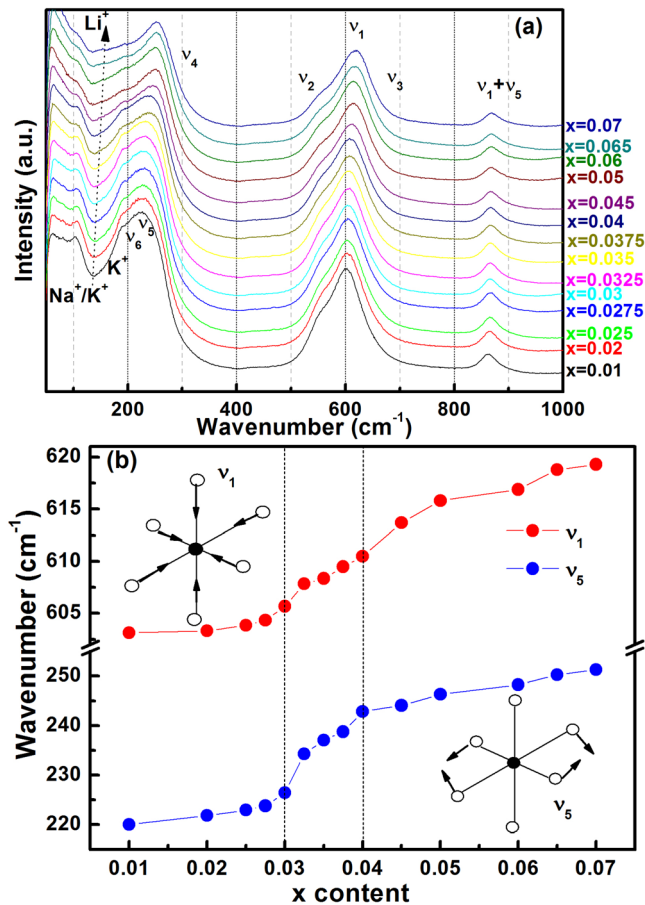 (a)
Li⁺
ν₄
ν₂
ν₁
ν₃
ν₁+ν₅
ν₆
ν₅
K⁺
Na⁺/K⁺
x=0.07
x=0.065
x=0.06
x=0.05
x=0.045
x=0.04
x=0.0375
x=0.035
x=0.0325
x=0.03
x=0.0275
x=0.025
x=0.02
x=0.01
Intensity (a.u.)
200 400 600 800 1000
Wavenumber (cm⁻¹)
(b)
ν₁
ν₁
ν₅
ν₅
620
615
610
605
250
240
230
220
Wavenumber (cm⁻¹)
0.01 0.02 0.03 0.04 0.05 0.06 0.07
x content